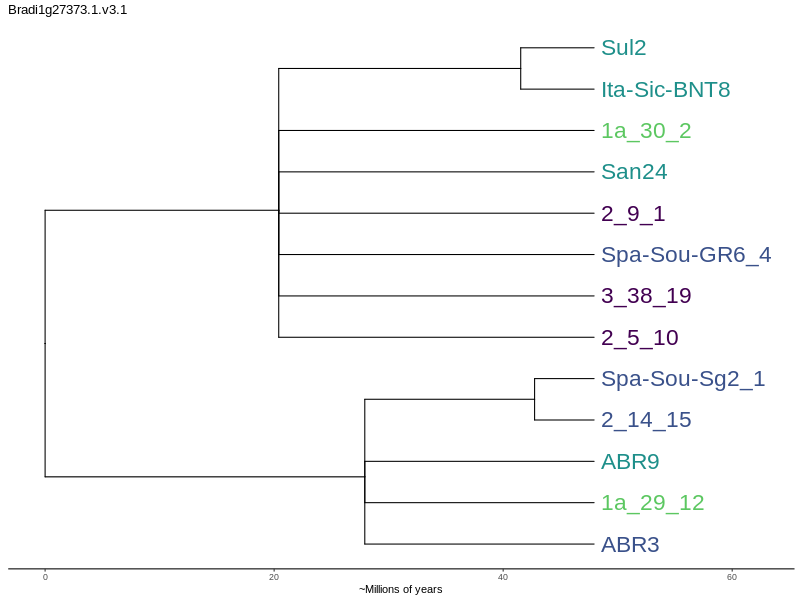 Bradi1g27373.1.v3.1
Sul2
Ita-Sic-BNT8
1a_30_2
San24
2_9_1
Spa-Sou-GR6_4
3_38_19
2_5_10
Spa-Sou-Sg2_1
2_14_15
ABR9
1a_29_12
ABR3
0 20 40 60
~Millions of years